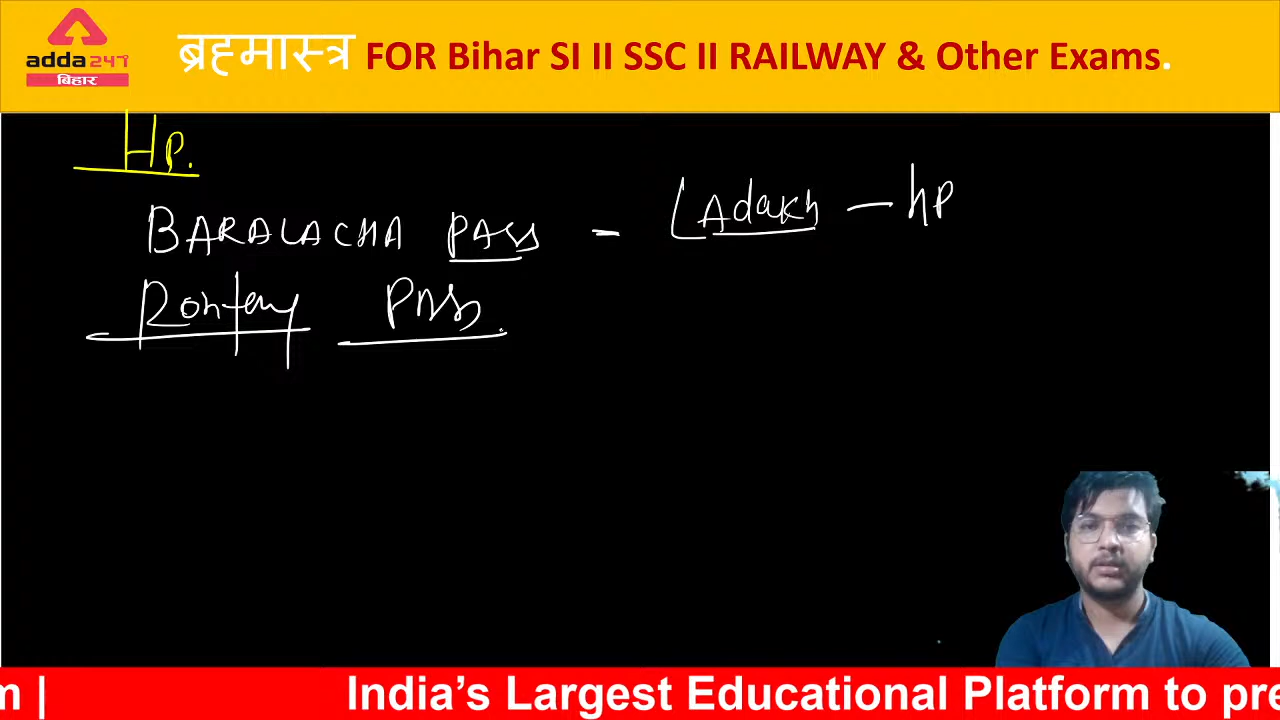 adda247
बिहार
ब्रह्मास्त्र FOR Bihar SI II SSC II RAILWAY & Other Exams.
HP.
BARALACHA PASS - LAdakh - hp
Rohtang PASS.
m | India's Largest Educational Platform to pre